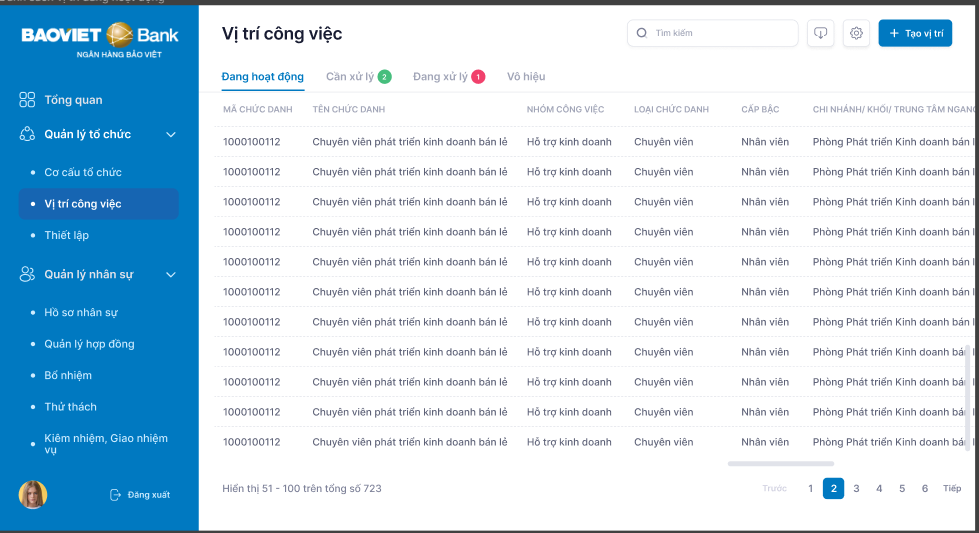 Danh sách vị trí đang hoạt động
BAOVIET Bank
NGÂN HÀNG BẢO VIỆT
Tổng quan
Quản lý tổ chức
Cơ cấu tổ chức
Vị trí công việc
Thiết lập
Quản lý nhân sự
Hồ sơ nhân sự
Quản lý hợp đồng
Bổ nhiệm
Thử thách
Kiêm nhiệm, Giao nhiệm
vụ
Đăng xuất
Vị trí công việc
Tìm kiếm
+ Tạo vị trí
Đang hoạt động Cần xử lý 2 Đang xử lý 1 Vô hiệu
MÃ CHỨC DANH TÊN CHỨC DANH NHÓM CÔNG VIỆC LOẠI CHỨC DANH CẤP BẬC CHI NHÁNH/ KHỐI/ TRUNG TÂM NGANG
1000100112 Chuyên viên phát triển kinh doanh bán lẻ Hỗ trợ kinh doanh Chuyên viên Nhân viên Phòng Phát triển Kinh doanh bán l
1000100112 Chuyên viên phát triển kinh doanh bán lẻ Hỗ trợ kinh doanh Chuyên viên Nhân viên Phòng Phát triển Kinh doanh bán l
1000100112 Chuyên viên phát triển kinh doanh bán lẻ Hỗ trợ kinh doanh Chuyên viên Nhân viên Phòng Phát triển Kinh doanh bán l
1000100112 Chuyên viên phát triển kinh doanh bán lẻ Hỗ trợ kinh doanh Chuyên viên Nhân viên Phòng Phát triển Kinh doanh bán l
1000100112 Chuyên viên phát triển kinh doanh bán lẻ Hỗ trợ kinh doanh Chuyên viên Nhân viên Phòng Phát triển Kinh doanh bán l
1000100112 Chuyên viên phát triển kinh doanh bán lẻ Hỗ trợ kinh doanh Chuyên viên Nhân viên Phòng Phát triển Kinh doanh bán l
1000100112 Chuyên viên phát triển kinh doanh bán lẻ Hỗ trợ kinh doanh Chuyên viên Nhân viên Phòng Phát triển Kinh doanh bán l
1000100112 Chuyên viên phát triển kinh doanh bán lẻ Hỗ trợ kinh doanh Chuyên viên Nhân viên Phòng Phát triển Kinh doanh bán l
1000100112 Chuyên viên phát triển kinh doanh bán lẻ Hỗ trợ kinh doanh Chuyên viên Nhân viên Phòng Phát triển Kinh doanh bán l
1000100112 Chuyên viên phát triển kinh doanh bán lẻ Hỗ trợ kinh doanh Chuyên viên Nhân viên Phòng Phát triển Kinh doanh bán l
1000100112 Chuyên viên phát triển kinh doanh bán lẻ Hỗ trợ kinh doanh Chuyên viên Nhân viên Phòng Phát triển Kinh doanh bán l
Hiển thị 51 - 100 trên tổng số 723
Trước 1 2 3 4 5 6 Tiếp